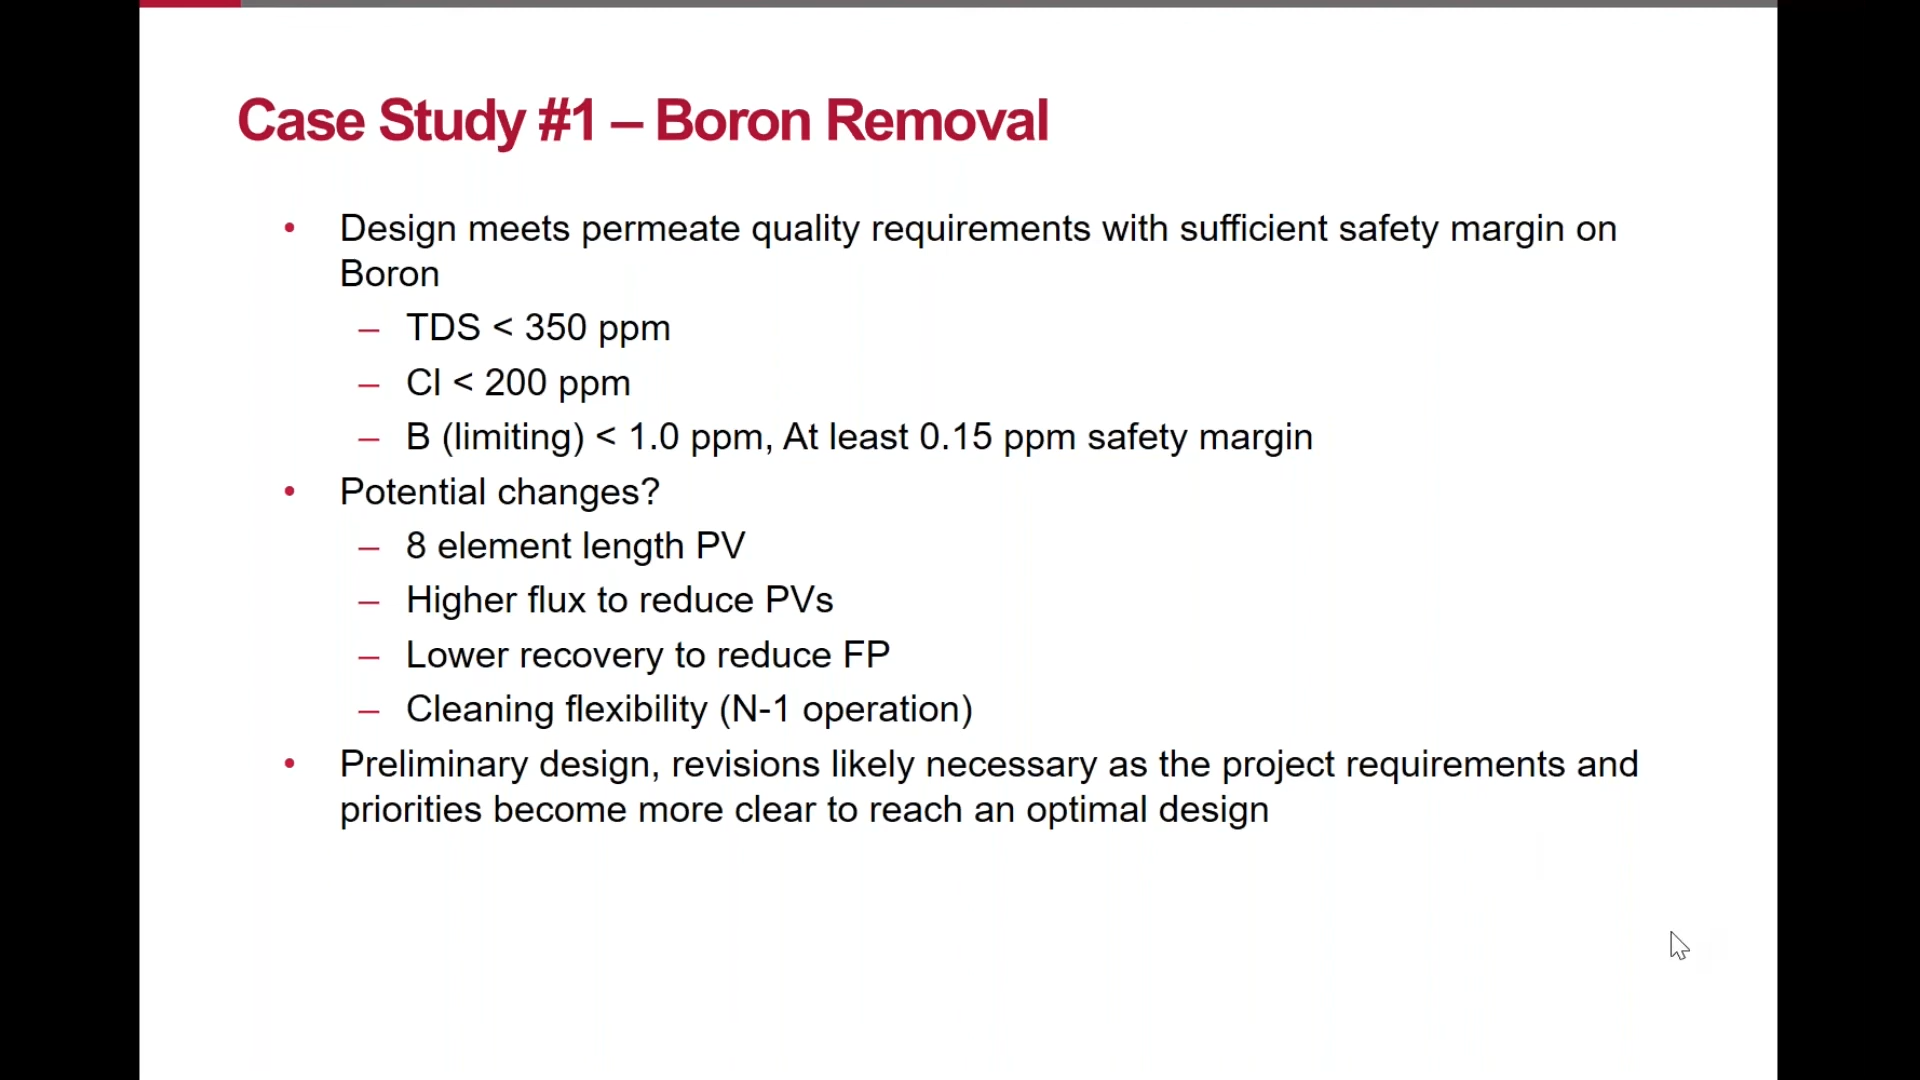 Case Study #1 – Boron Removal
• Design meets permeate quality requirements with sufficient safety margin on
Boron
– TDS < 350 ppm
– Cl < 200 ppm
– B (limiting) < 1.0 ppm, At least 0.15 ppm safety margin
• Potential changes?
– 8 element length PV
– Higher flux to reduce PVs
– Lower recovery to reduce FP
– Cleaning flexibility (N-1 operation)
• Preliminary design, revisions likely necessary as the project requirements and
priorities become more clear to reach an optimal design